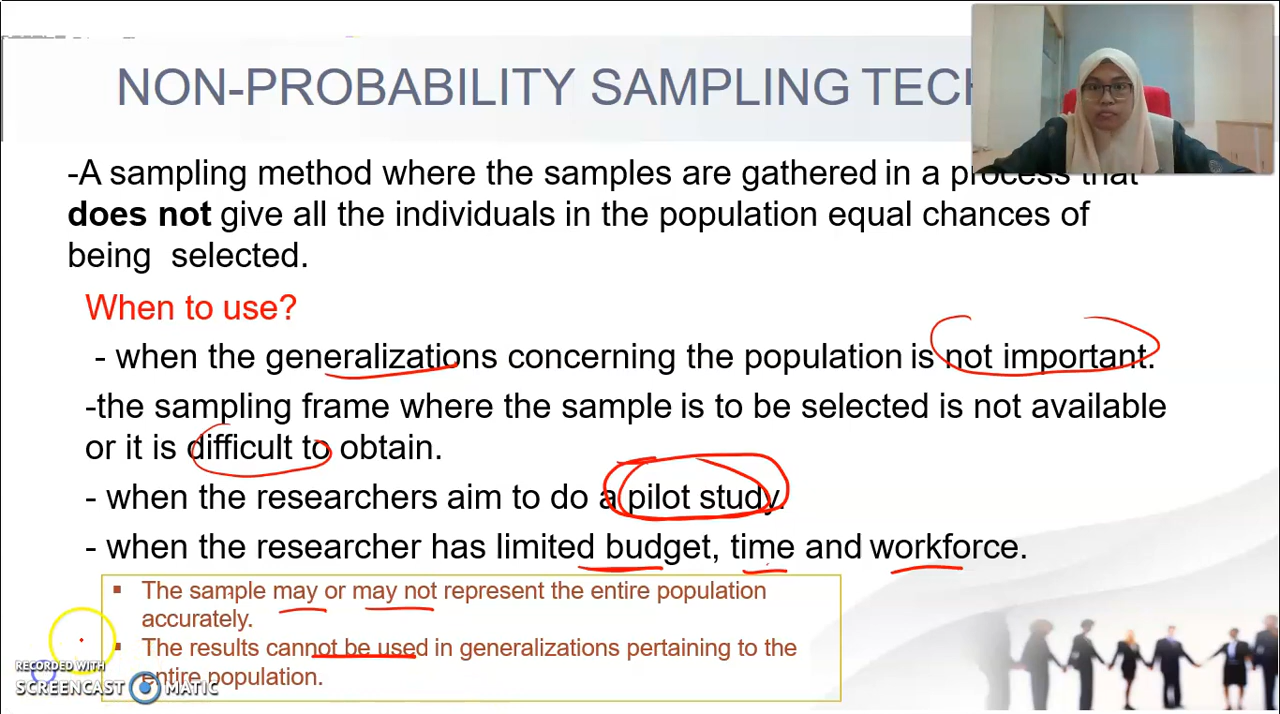 NON-PROBABILITY SAMPLING TECH
-A sampling method where the samples are gathered in a process that
does not give all the individuals in the population equal chances of
being selected.
When to use?
- when the generalizations concerning the population is not important.
-the sampling frame where the sample is to be selected is not available
or it is difficult to obtain.
- when the researchers aim to do a pilot study.
- when the researcher has limited budget, time and workforce.
▪ The sample may or may not represent the entire population
accurately.
▪ The results cannot be used in generalizations pertaining to the
entire population.
RECORDED WITH
SCREENCAST MATIC